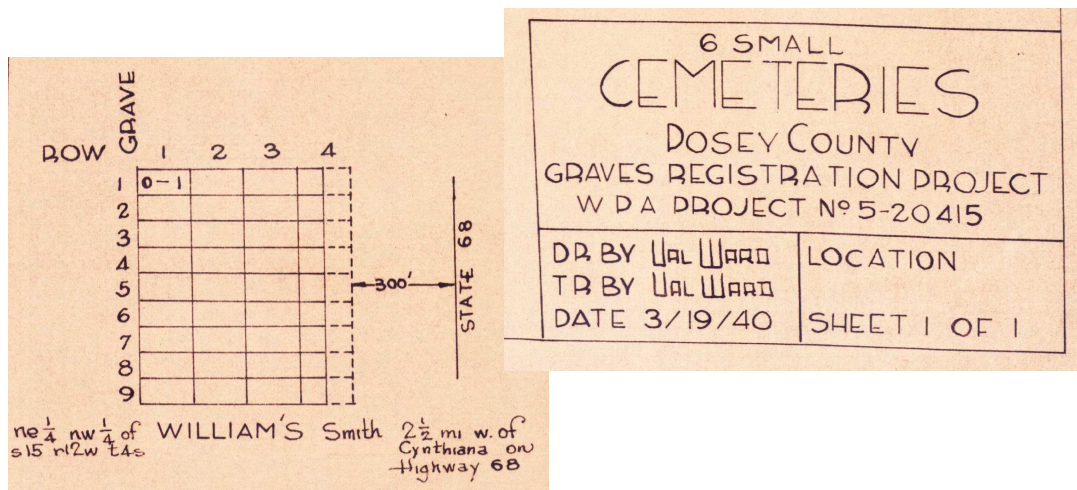 GRAVE
ROW 1 2 3 4
1 0-1
2
3
4
5
6
7
8
9
300'
STATE 68
ne 1/4 nw 1/4 of
s15 r12w t4s
WILLIAM'S Smith
2 1/2 mi w. of
Cynthiana on
Highway 68
6 SMALL
CEMETERIES
POSEY COUNTY
GRAVES REGISTRATION PROJECT
W P A PROJECT Nº 5-20415
DR BY VAL WARD
TR BY VAL WARD
DATE 3/19/40
LOCATION
SHEET 1 OF 1